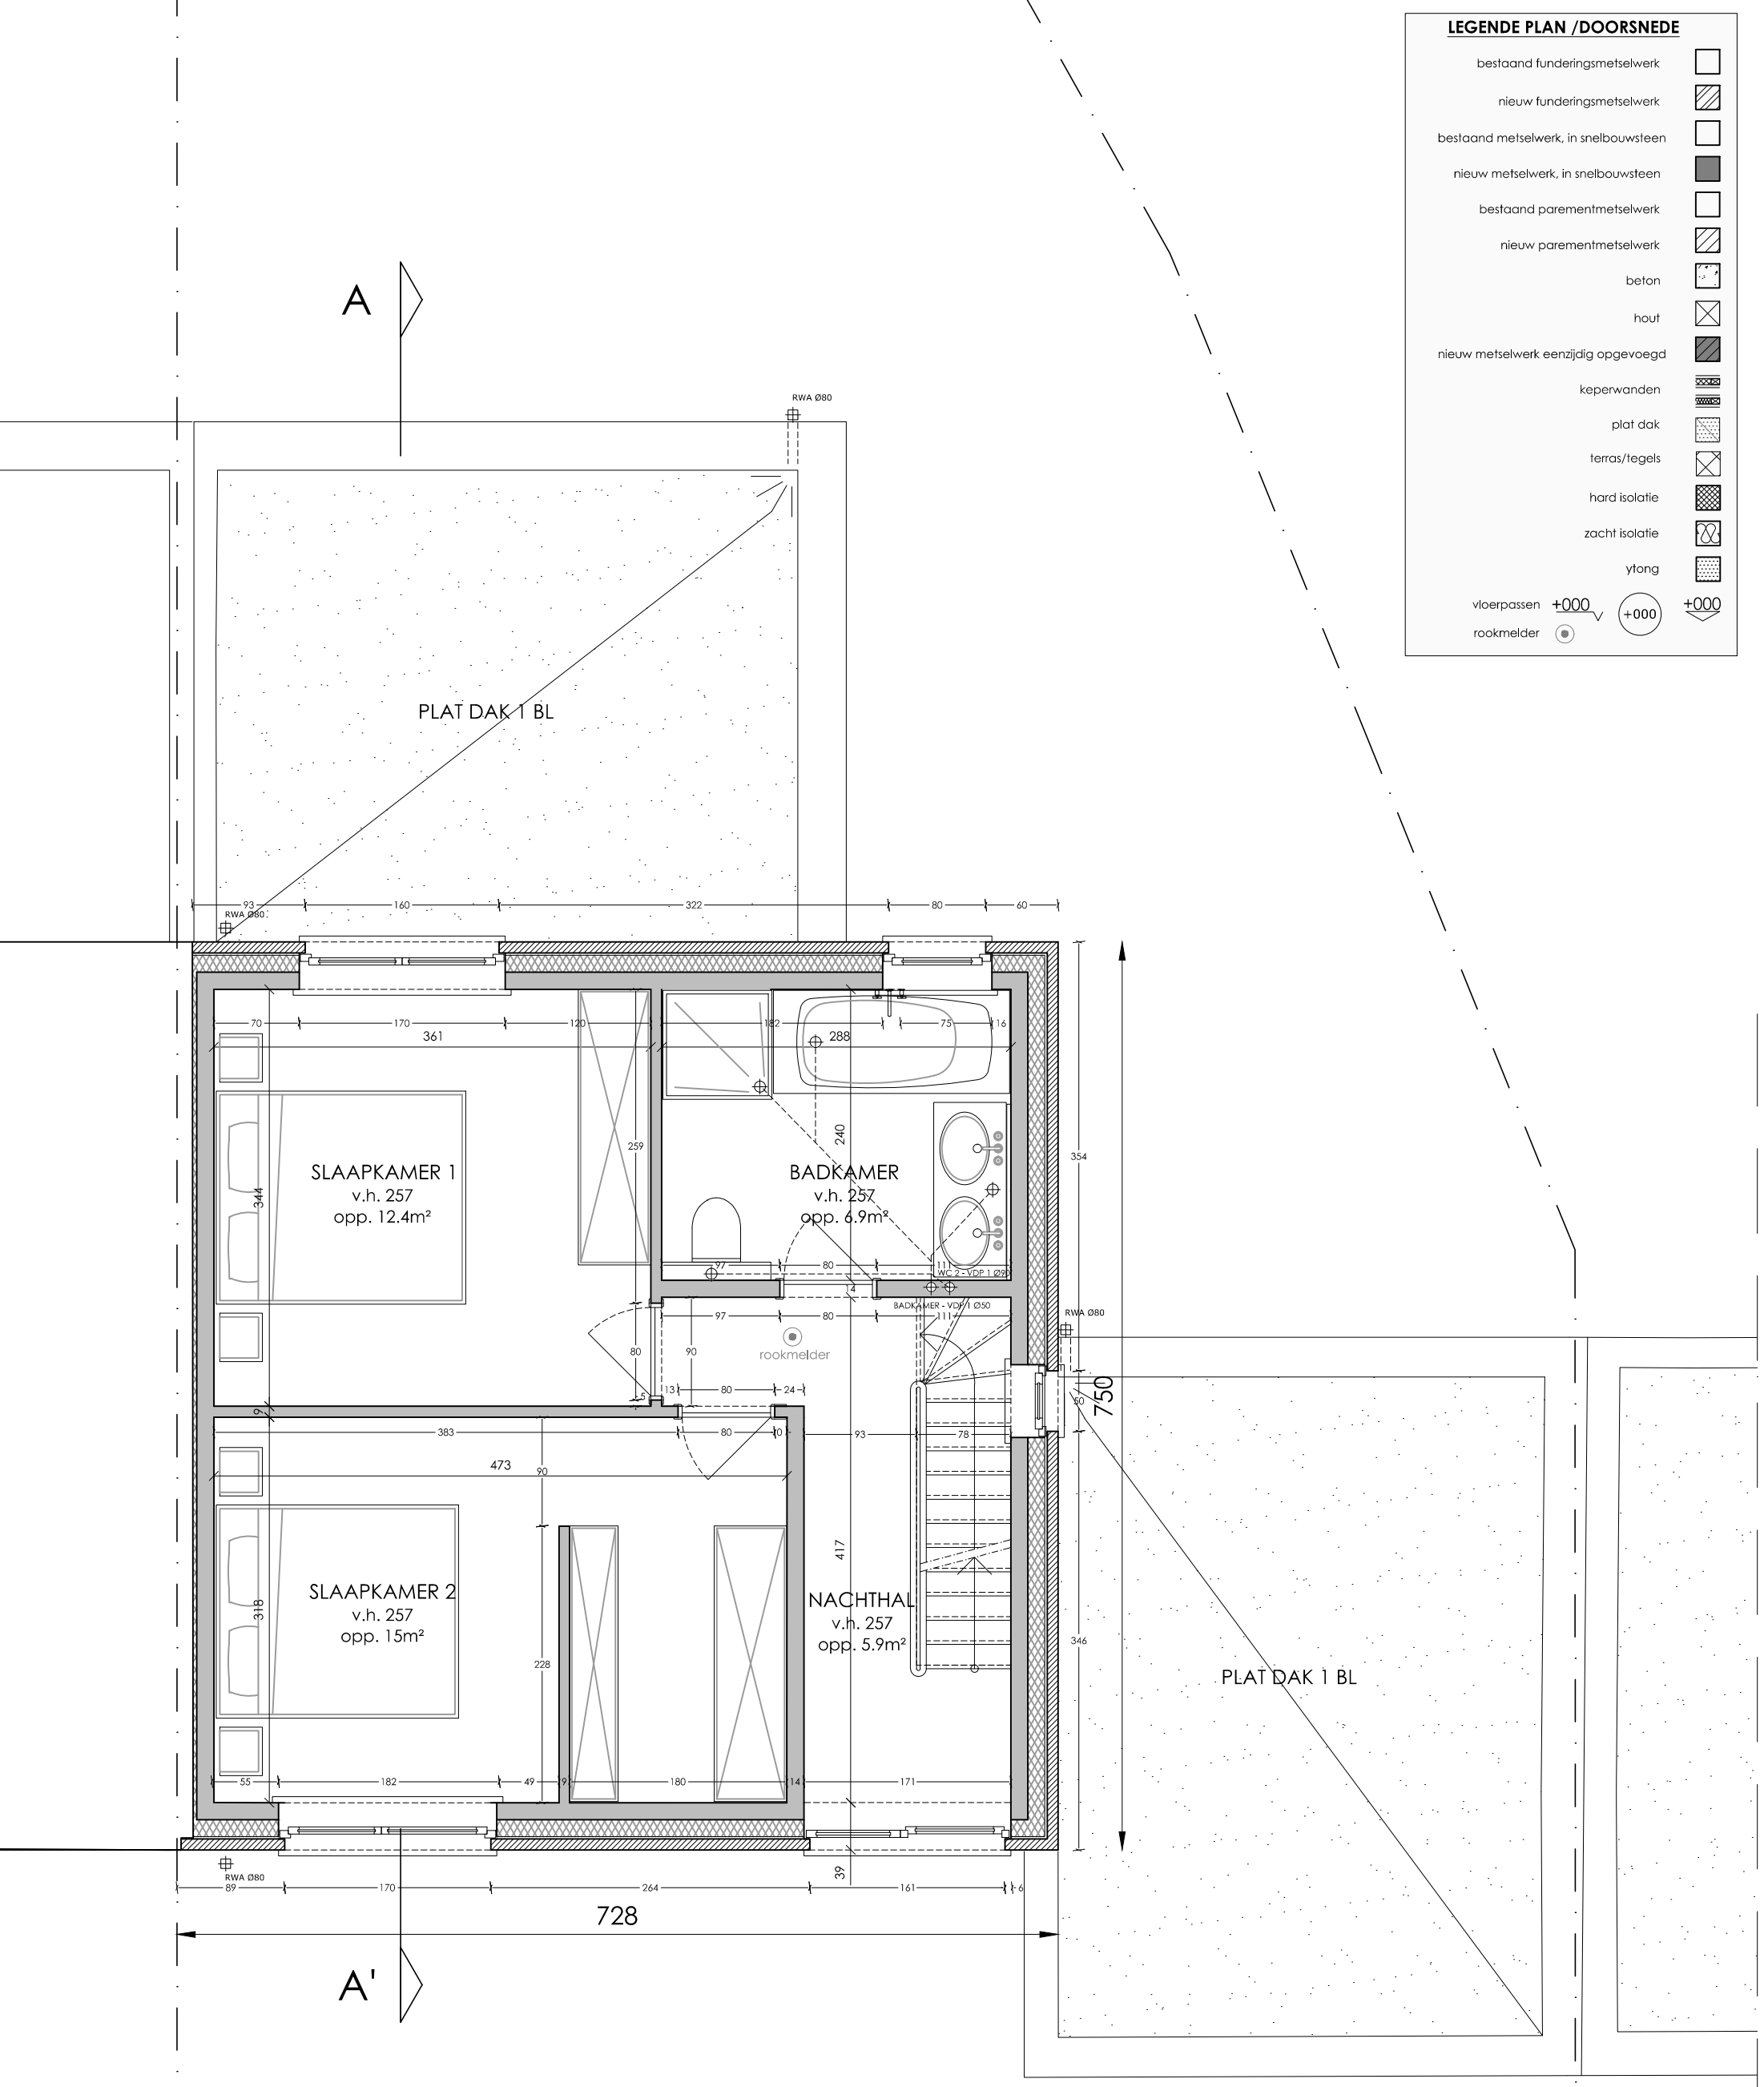 LEGENDE PLAN /DOORSNEDE
bestaand funderingsmetselwerk
nieuw funderingsmetselwerk
bestaand metselwerk, in snelbouwsteen
nieuw metselwerk, in snelbouwsteen
bestaand parementmetselwerk
nieuw parementmetselwerk
beton
hout
nieuw metselwerk eenzijdig opgevoegd
keperwanden
plat dak
terras/tegels
hard isolatie
zacht isolatie
ytong
vloerpassen +000 +000 +000
rookmelder
A
RWA Ø80
PLAT DAK 1 BL
93 160 322 80 60
RWA Ø80
70 170 120 182 75 16
361 288
259 240 354
344
SLAAPKAMER 1
v.h. 257
opp. 12.4m²
BADKAMER
v.h. 257
opp. 6.9m²
97 80 111
WC 2 - VDP 1 Ø90
14
BADKAMER - VDP 1 Ø50
97 80 111
RWA Ø80
rookmelder
80 90
5 13 80 24
50 750
9
383 80 93 78
473
90
417
SLAAPKAMER 2
v.h. 257
opp. 15m²
318
NACHTHAL
v.h. 257
opp. 5.9m²
228 346
PLAT DAK 1 BL
55 182 49 9 180 14 171
39
RWA Ø80
89 170 264 161 6
728
A'